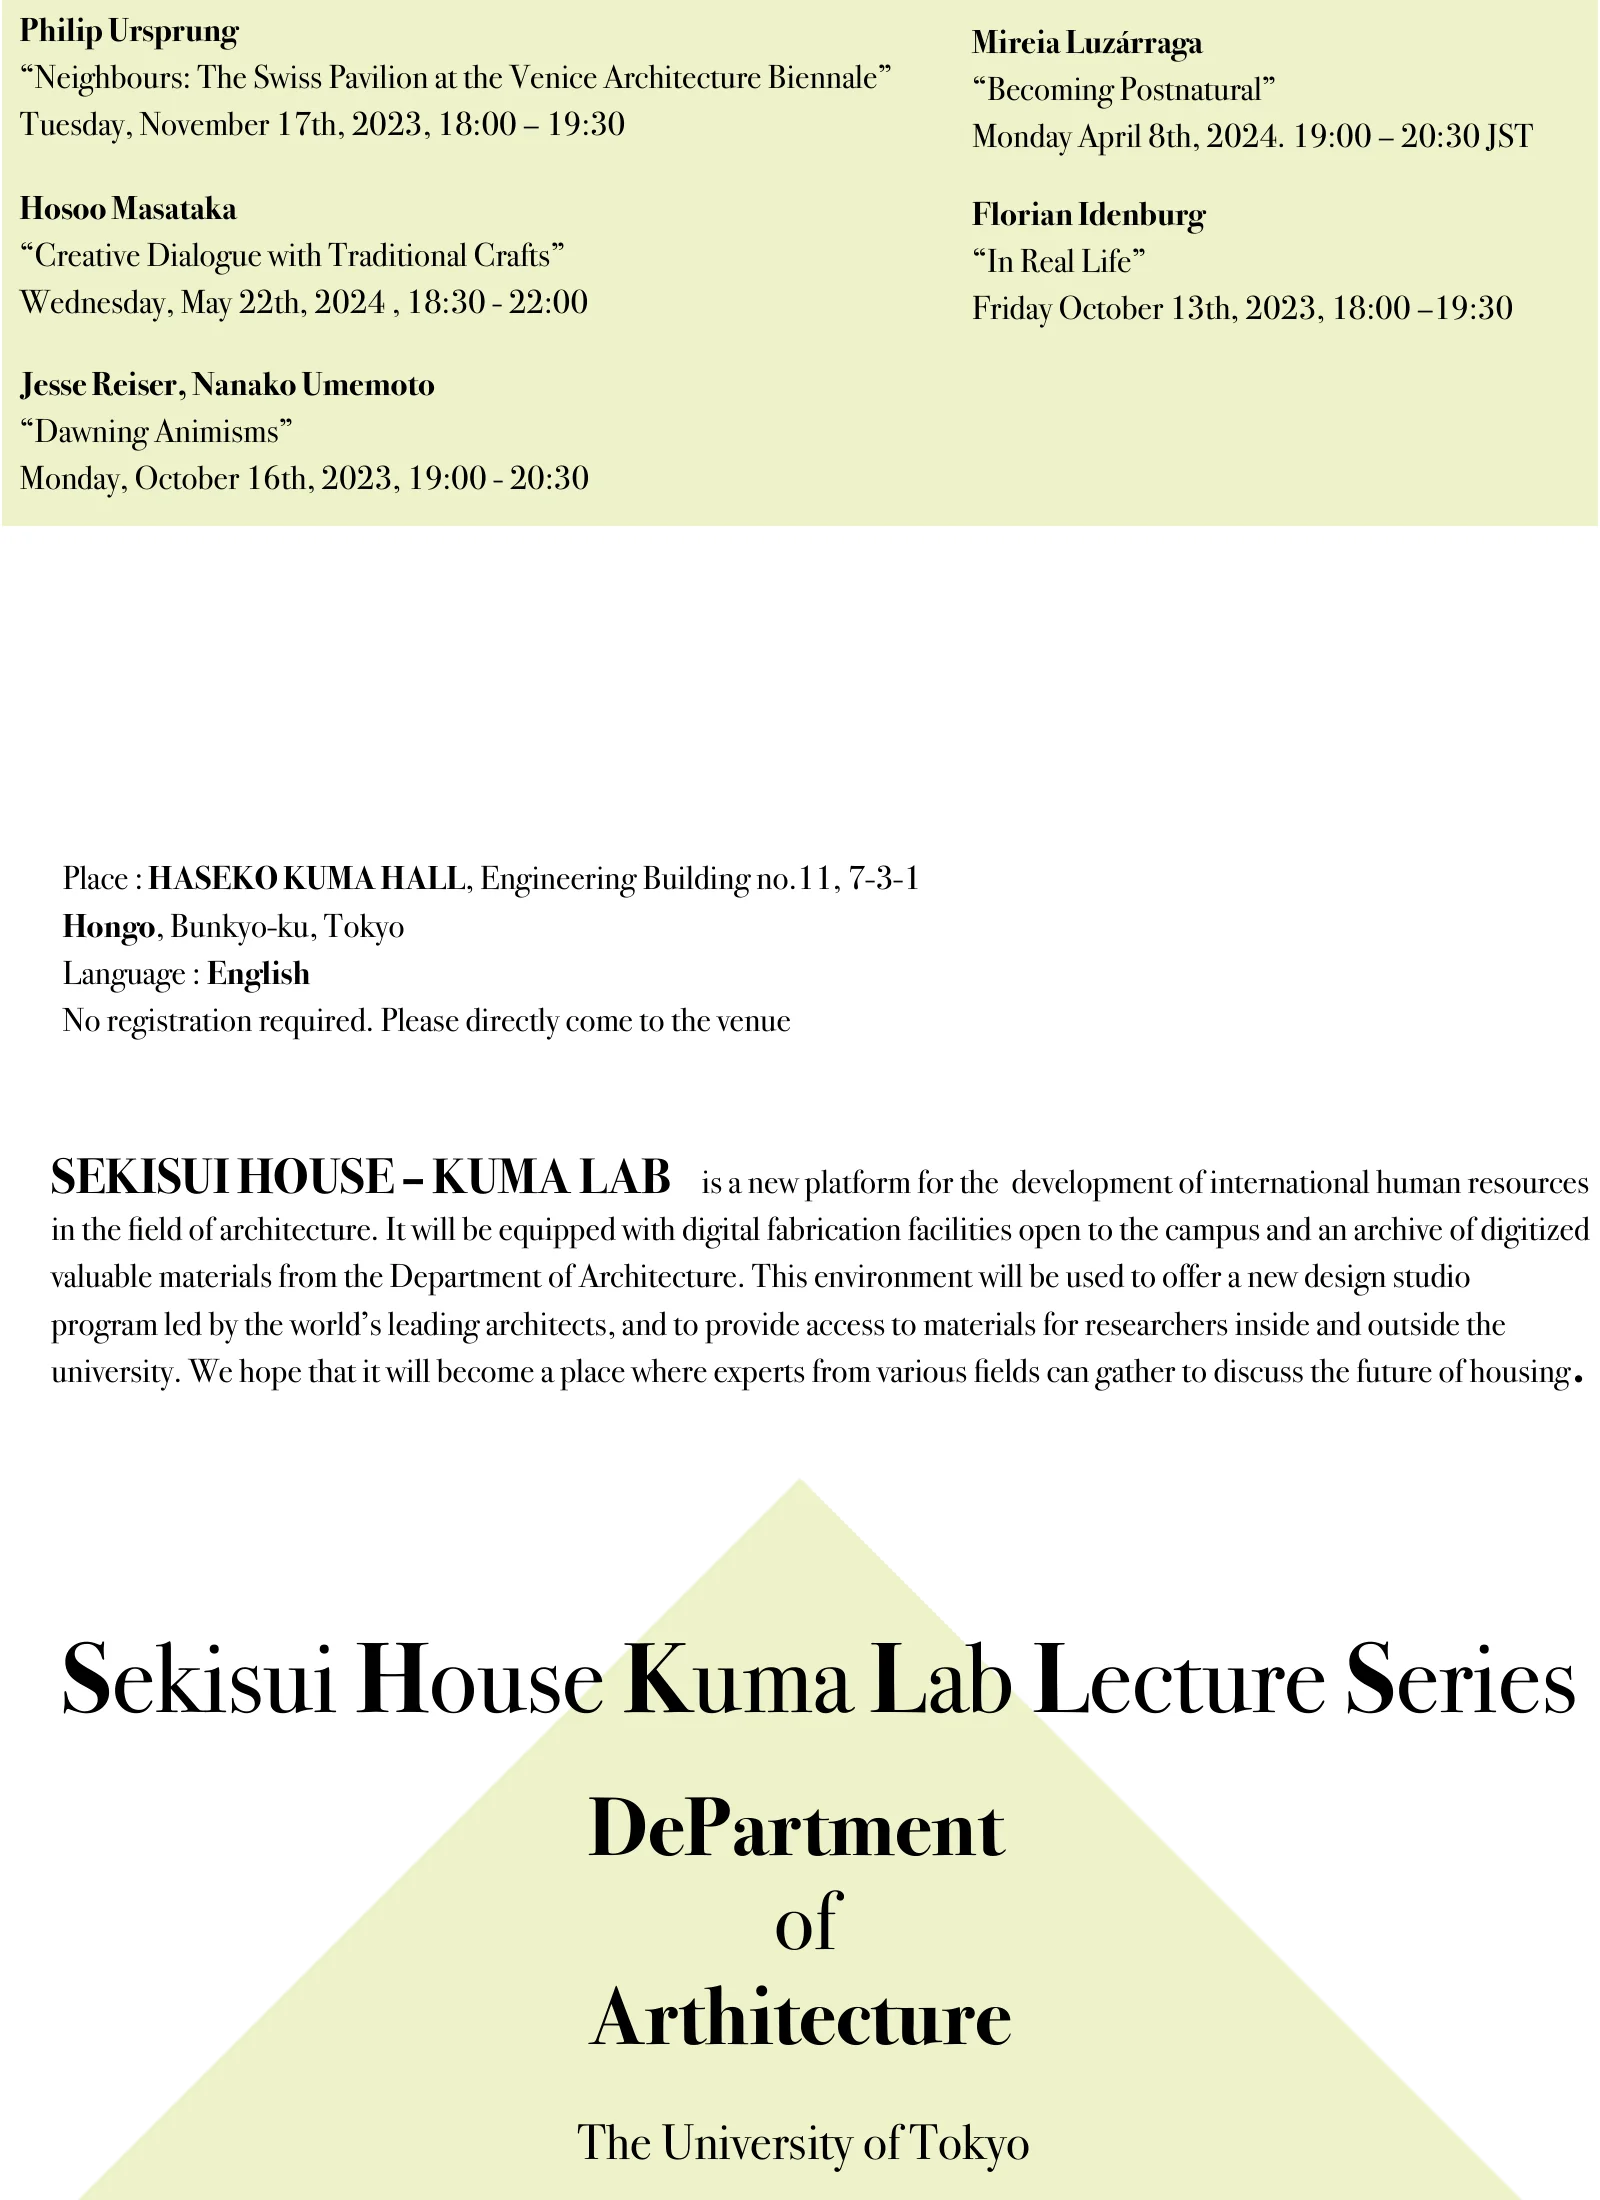 Philip Ursprung
“Neighbours: The Swiss Pavilion at the Venice Architecture Biennale”
Tuesday, November 17th, 2023, 18:00 – 19:30
Hosoo Masataka
“Creative Dialogue with Traditional Crafts”
Wednesday, May 22th, 2024 , 18:30 - 22:00
Jesse Reiser, Nanako Umemoto
“Dawning Animisms”
Monday, October 16th, 2023, 19:00 - 20:30
Mireia Luzárraga
“Becoming Postnatural”
Monday April 8th, 2024. 19:00 – 20:30 JST
Florian Idenburg
“In Real Life”
Friday October 13th, 2023, 18:00 –19:30
Place : HASEKO KUMA HALL, Engineering Building no.11, 7-3-1
Hongo, Bunkyo-ku, Tokyo
Language : English
No registration required. Please directly come to the venue
SEKISUI HOUSE – KUMA LAB is a new platform for the development of international human resources
in the field of architecture. It will be equipped with digital fabrication facilities open to the campus and an archive of digitized
valuable materials from the Department of Architecture. This environment will be used to offer a new design studio
program led by the world’s leading architects, and to provide access to materials for researchers inside and outside the
university. We hope that it will become a place where experts from various fields can gather to discuss the future of housing.
Sekisui House Kuma Lab Lecture Series
DePartment
of
Arthitecture
The University of Tokyo